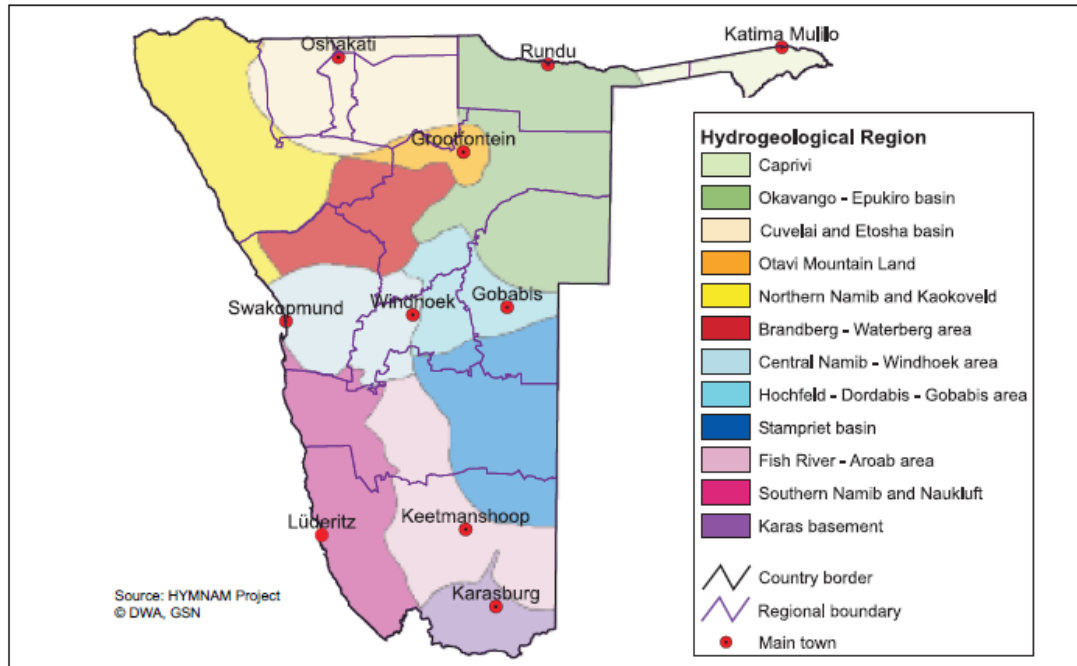 Katima Mulilo
Oshakati
Rundu
Grootfontein
Swakopmund
Windhoek
Gobabis
Lüderitz
Keetmanshoop
Karasburg
Source: HYMNAM Project
© DWA, GSN
Hydrogeological Region
Caprivi
Okavango - Epukiro basin
Cuvelai and Etosha basin
Otavi Mountain Land
Northern Namib and Kaokoveld
Brandberg - Waterberg area
Central Namib - Windhoek area
Hochfeld - Dordabis - Gobabis area
Stampriet basin
Fish River - Aroab area
Southern Namib and Naukluft
Karas basement
Country border
Regional boundary
Main town